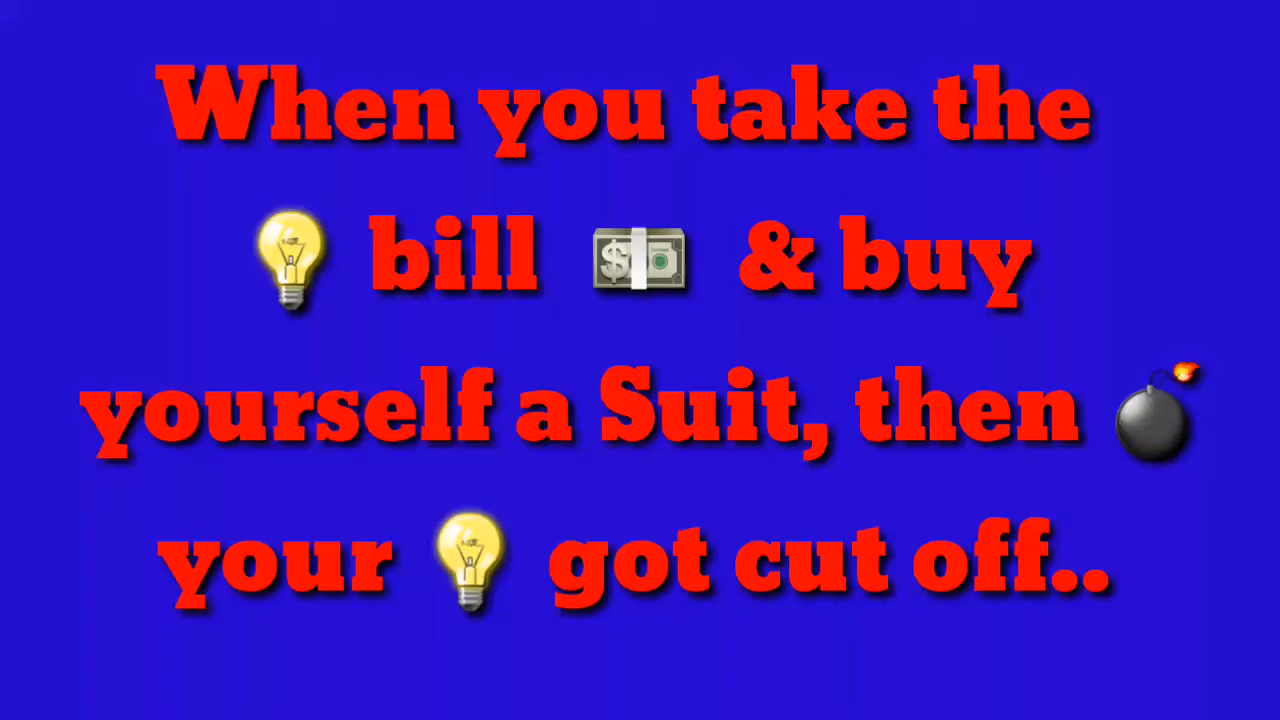 When you take the
💡 bill 💵 & buy
yourself a Suit, then 💣
your 💡 got cut off..